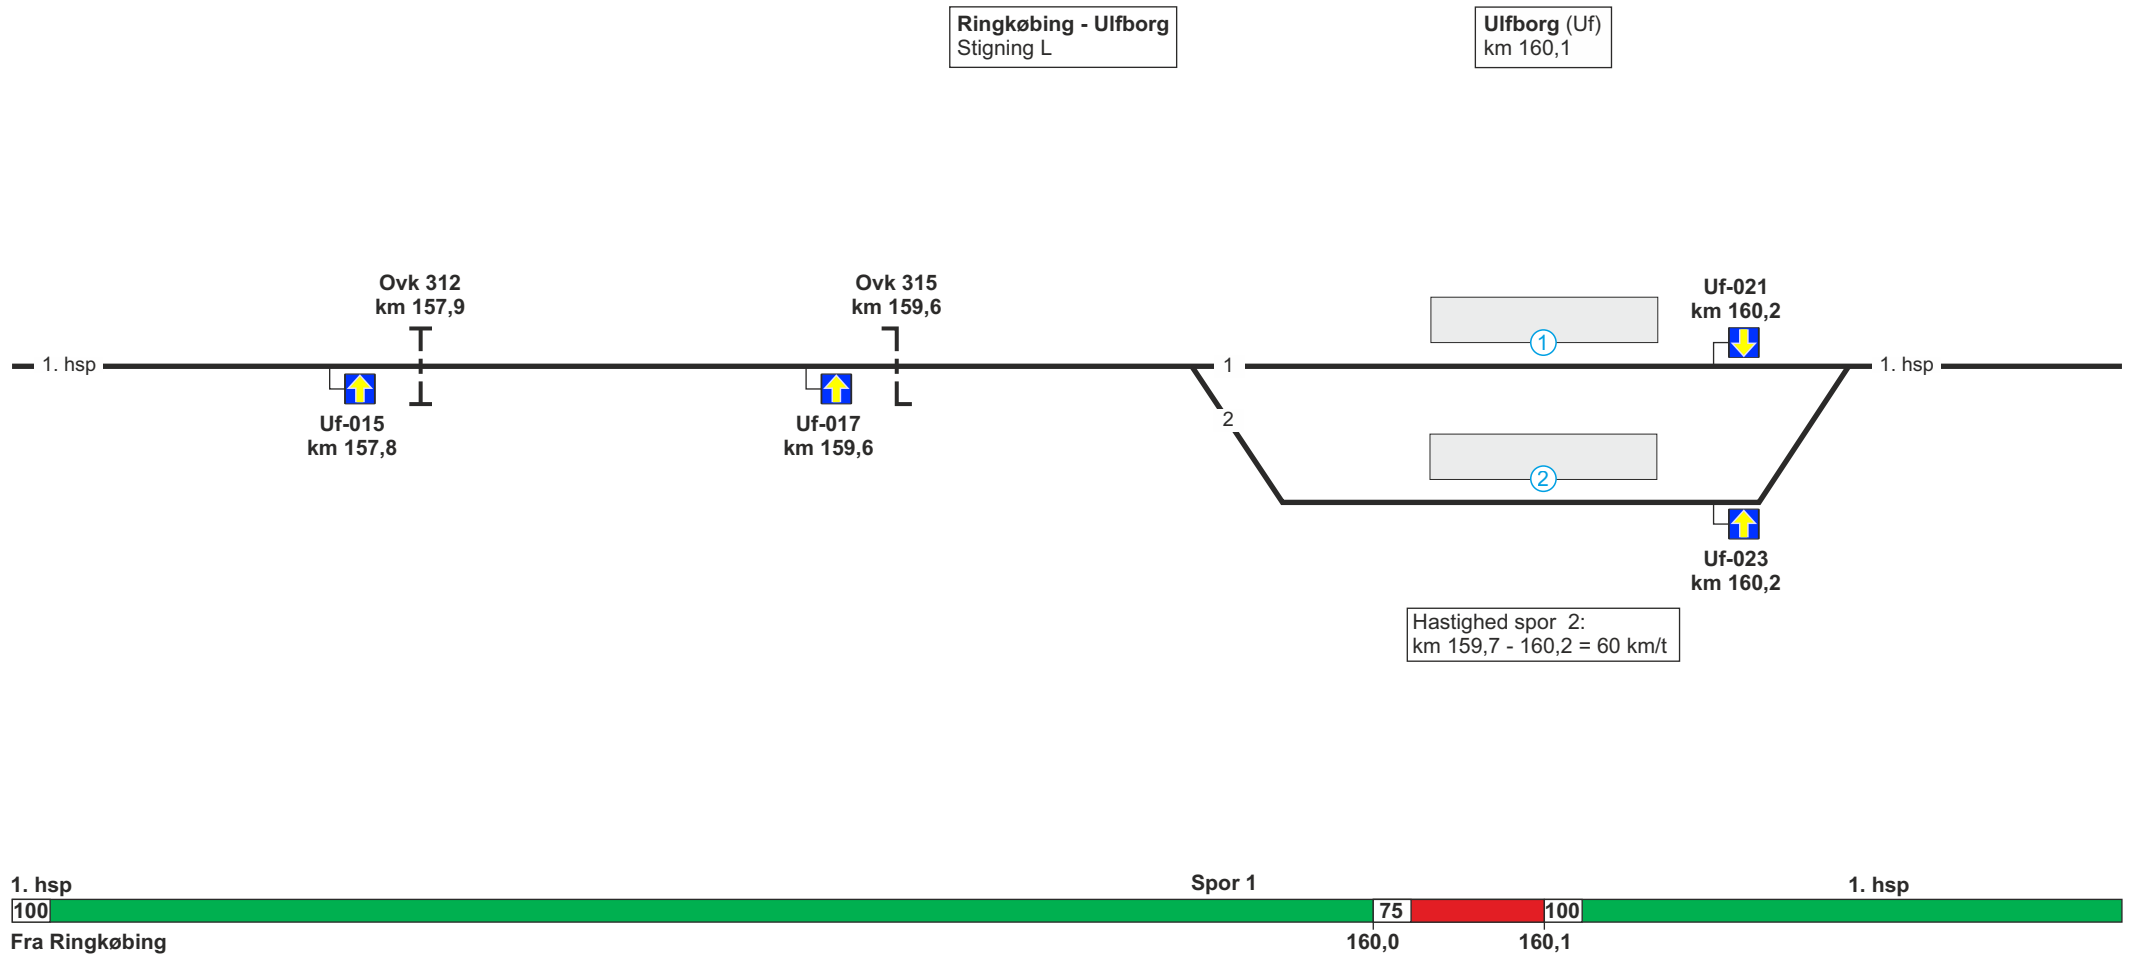 Ringkøbing - Ulfborg
Stigning L
Ulfborg (Uf)
km 160,1
Ovk 312
km 157,9
Ovk 315
km 159,6
Uf-021
km 160,2
1
1. hsp
1
1. hsp
Uf-015
km 157,8
Uf-017
km 159,6
2
2
Uf-023
km 160,2
Hastighed spor 2:
km 159,7 - 160,2 = 60 km/t
1. hsp
Spor 1
1. hsp
100
75
100
Fra Ringkøbing
160,0
160,1